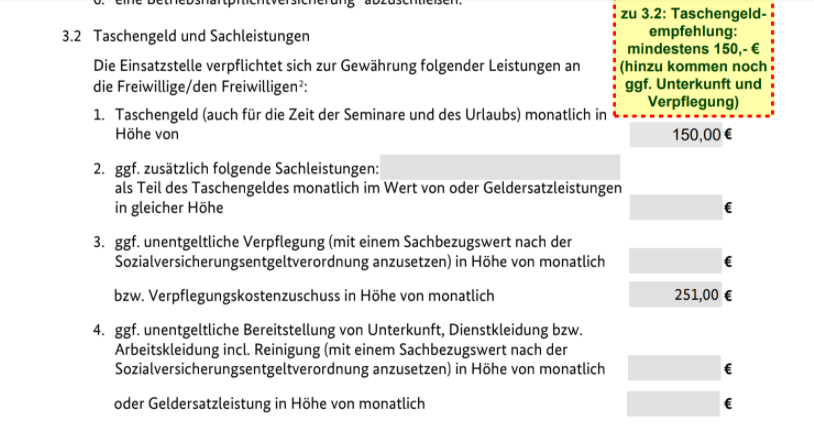 6. eine Betriebshaftpflichtversicherung abzuschließen.
3.2 Taschengeld und Sachleistungen
Die Einsatzstelle verpflichtet sich zur Gewährung folgender Leistungen an
die Freiwillige/den Freiwilligen²:
zu 3.2: Taschengeld-
empfehlung:
mindestens 150,- €
(hinzu kommen noch
ggf. Unterkunft und
Verpflegung)
1. Taschengeld (auch für die Zeit der Seminare und des Urlaubs) monatlich in
Höhe von 150,00 €
2. ggf. zusätzlich folgende Sachleistungen:
als Teil des Taschengeldes monatlich im Wert von oder Geldersatzleistungen
in gleicher Höhe €
3. ggf. unentgeltliche Verpflegung (mit einem Sachbezugswert nach der
Sozialversicherungsentgeltverordnung anzusetzen) in Höhe von monatlich €
bzw. Verpflegungskostenzuschuss in Höhe von monatlich 251,00 €
4. ggf. unentgeltliche Bereitstellung von Unterkunft, Dienstkleidung bzw.
Arbeitskleidung incl. Reinigung (mit einem Sachbezugswert nach der
Sozialversicherungsentgeltverordnung anzusetzen) in Höhe von monatlich €
oder Geldersatzleistung in Höhe von monatlich €